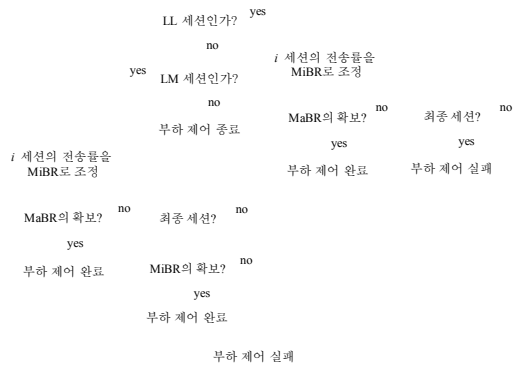 LL 세션인가?
yes
no
yes
LM 세션인가?
i 세션의 전송률을
MiBR로 조정
no
부하 제어 종료
MaBR의 확보?
no
최종 세션?
no
yes
yes
부하 제어 완료
부하 제어 실패
i 세션의 전송률을
MiBR로 조정
MaBR의 확보?
no
최종 세션?
no
yes
부하 제어 완료
MiBR의 확보?
no
yes
부하 제어 완료
부하 제어 실패